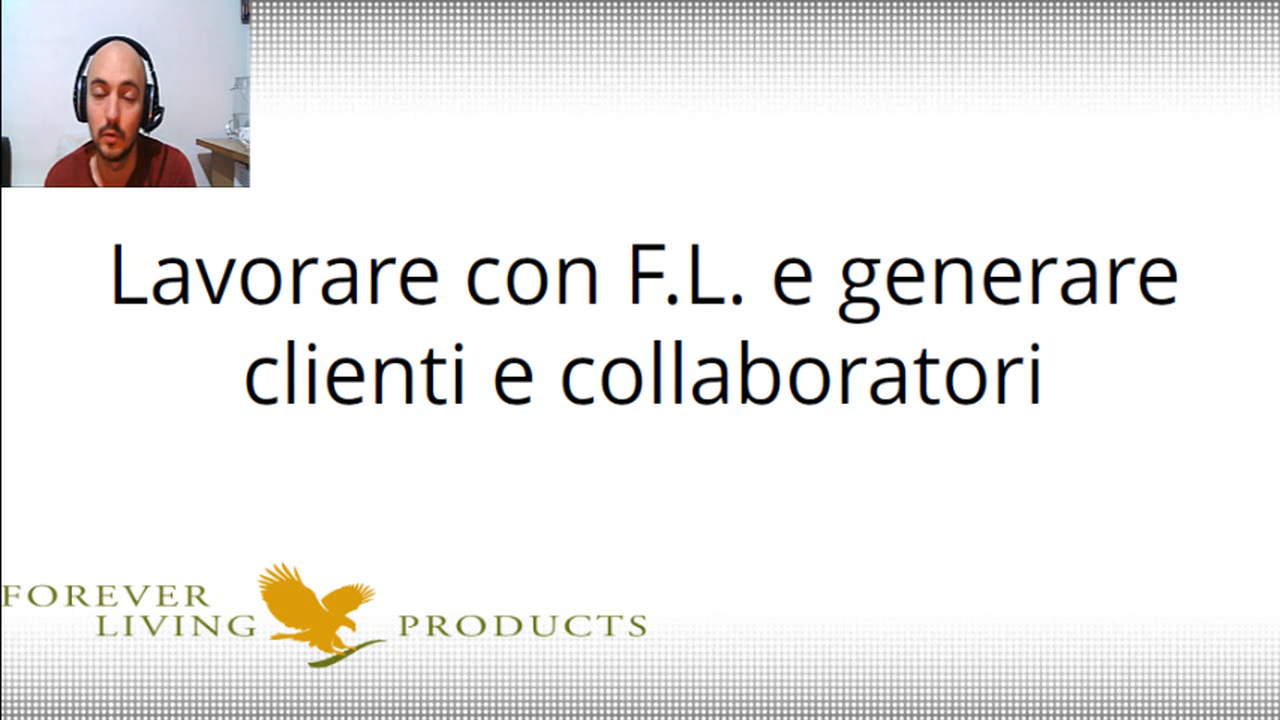 Lavorare con F.L. e generare
clienti e collaboratori
FOREVER
LIVING PRODUCTS